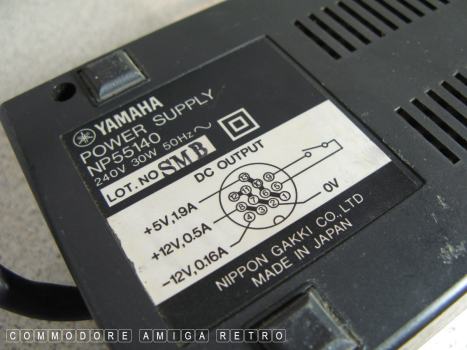 YAMAHA
POWER SUPPLY
NP55140
240V 30W 50Hz
LOT. NO SMB
DC OUTPUT
+5V,1.9A
+12V,0.5A
-12V,0.16A
0V
NIPPON GAKKI CO., LTD
MADE IN JAPAN
COMMODORE AMIGA RETRO